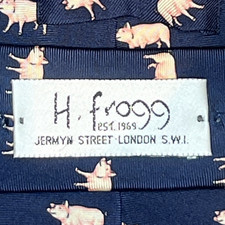 H. frogg
EST. 1969
JERMYN STREET·LONDON S.W.1.